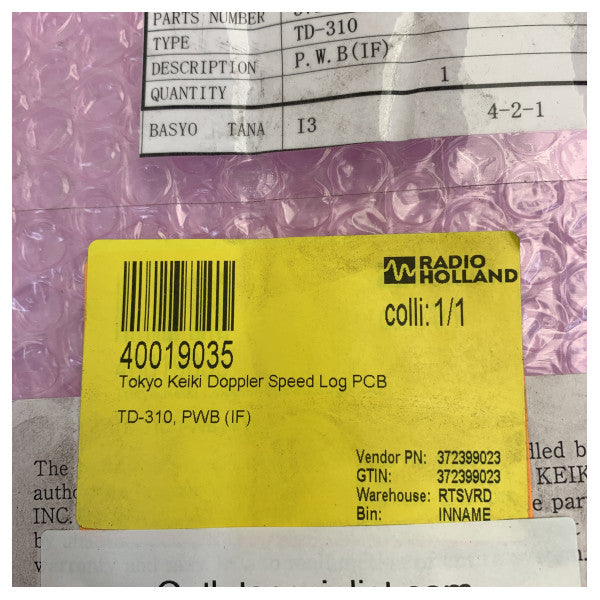 PARTS NUMBER
TYPE TD-310
DESCRIPTION P.W.B(IF)
QUANTITY 1
BASYO TANA I3 4-2-1
RADIO
HOLLAND
colli: 1/1
40019035
Tokyo Keiki Doppler Speed Log PCB
TD-310, PWB (IF)
Vendor PN: 372399023
GTIN: 372399023
Warehouse: RTSVRD
Bin: INNAME
The
KEIK
INC.
e par